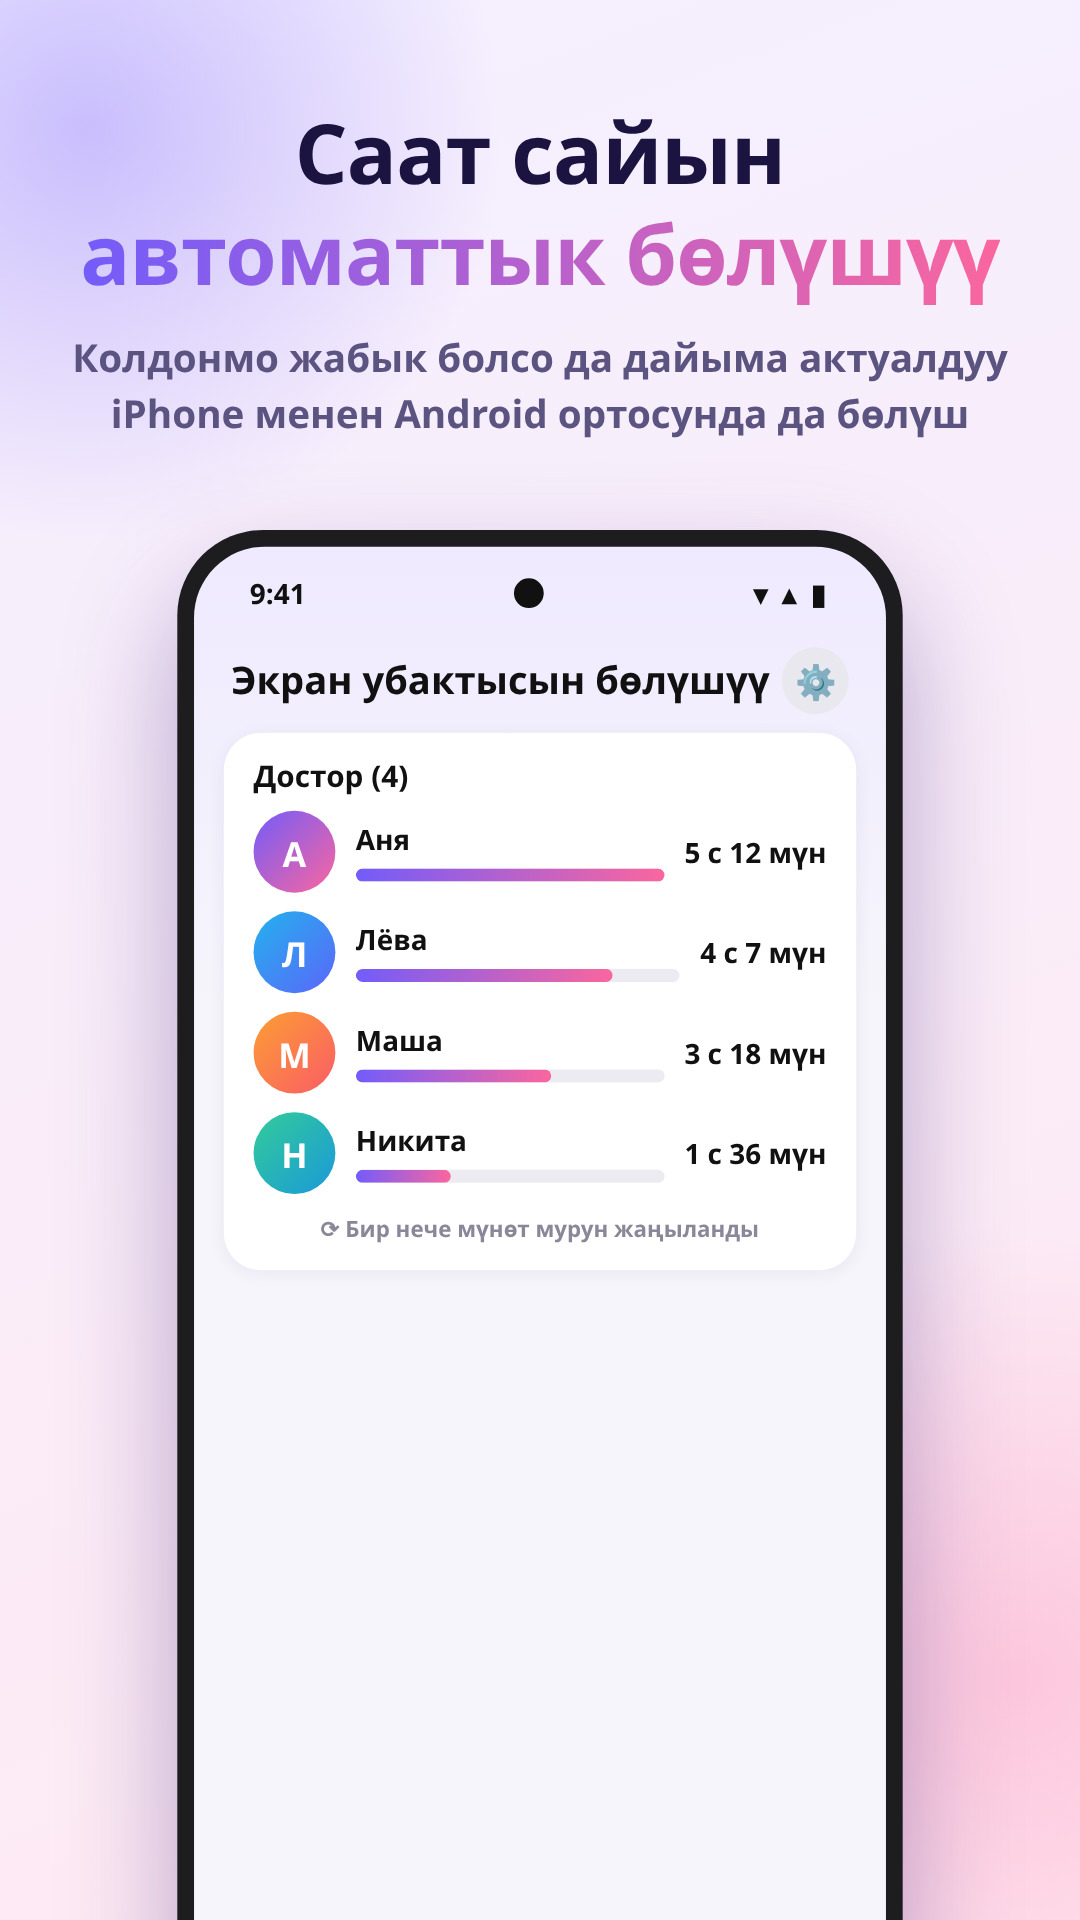 Саат сайын
автоматтык бөлүшүү
Колдонмо жабык болсо да дайыма актуалдуу
iPhone менен Android ортосунда да бөлүш
9:41
Экран убактысын бөлүшүү
Достор (4)
А
Аня
5 с 12 мүн
Л
Лёва
4 с 7 мүн
М
Маша
3 с 18 мүн
Н
Никита
1 с 36 мүн
⟳ Бир нече мүнөт мурун жаңыланды